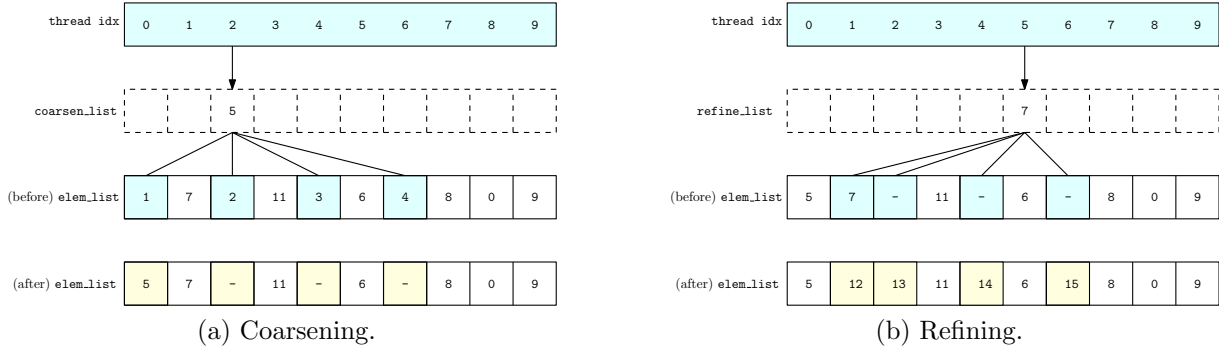 thread idx 0 1 2 3 4 5 6 7 8 9
coarsen_list 5
(before) elem_list 1 7 2 11 3 6 4 8 0 9
(after) elem_list 5 7 - 11 - 6 - 8 0 9
(a) Coarsening.
thread idx 0 1 2 3 4 5 6 7 8 9
refine_list 7
(before) elem_list 5 7 - 11 - 6 - 8 0 9
(after) elem_list 5 12 13 11 14 6 15 8 0 9
(b) Refining.